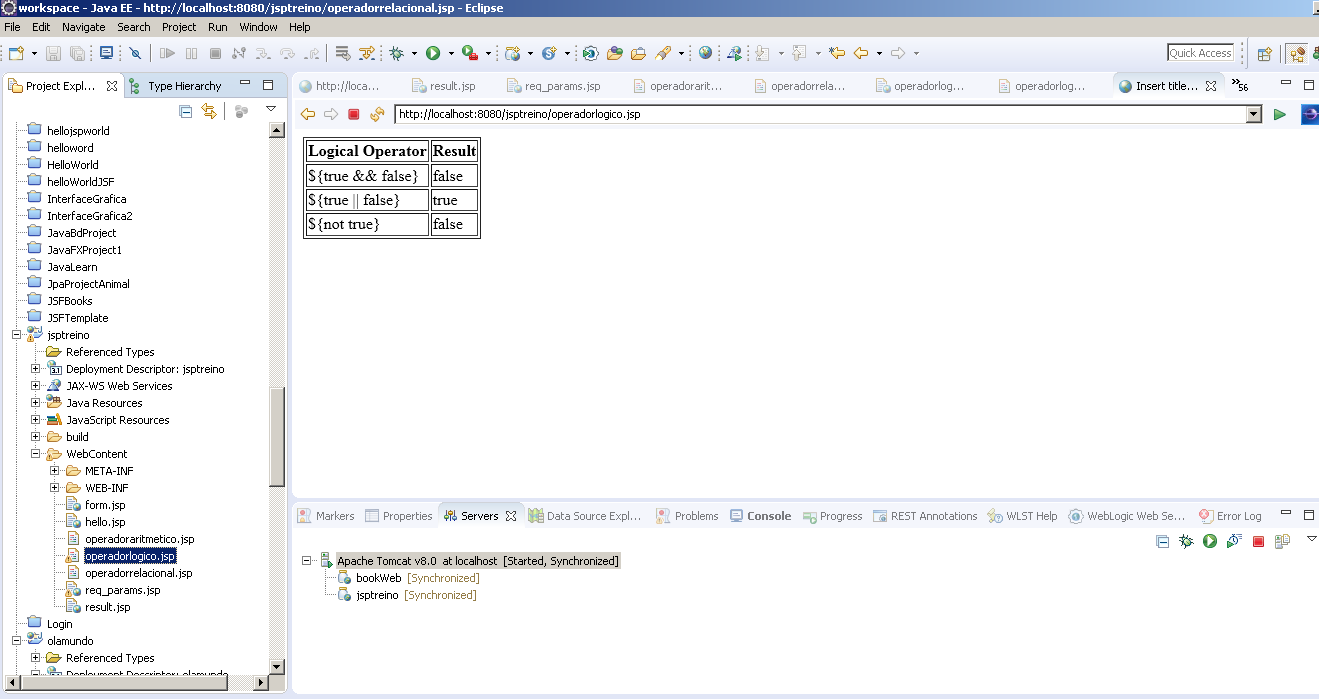 workspace - Java EE - http://localhost:8080/jsptreino/operadorrelacional.jsp - Eclipse
File Edit Navigate Search Project Run Window Help
Quick Access
Project Expl...
Type Hierarchy
http://loca...
result.jsp
req_params.jsp
operadorarit...
operadorrela...
operadorlog...
operadorlog...
Insert title...
»56
http://localhost:8080/jsptreino/operadorlogico.jsp
hellojspworld
helloword
HelloWorld
helloWorldJSF
InterfaceGrafica
InterfaceGrafica2
JavaBdProject
JavaFXProject1
JavaLearn
JpaProjectAnimal
JSFBooks
JSFTemplate
jsptreino
Referenced Types
Deployment Descriptor: jsptreino
JAX-WS Web Services
Java Resources
JavaScript Resources
build
WebContent
META-INF
WEB-INF
form.jsp
hello.jsp
operadoraritmetico.jsp
operadorlogico.jsp
operadorrelacional.jsp
req_params.jsp
result.jsp
Login
olamundo
Referenced Types
Deployment Descriptor: olamundo
Logical Operator Result
${true && false} false
${true || false} true
${not true} false
Markers
Properties
Servers
Data Source Expl...
Problems
Console
Progress
REST Annotations
WLST Help
WebLogic Web Se...
Error Log
Apache Tomcat v8.0 at localhost [Started, Synchronized]
bookWeb [Synchronized]
jsptreino [Synchronized]